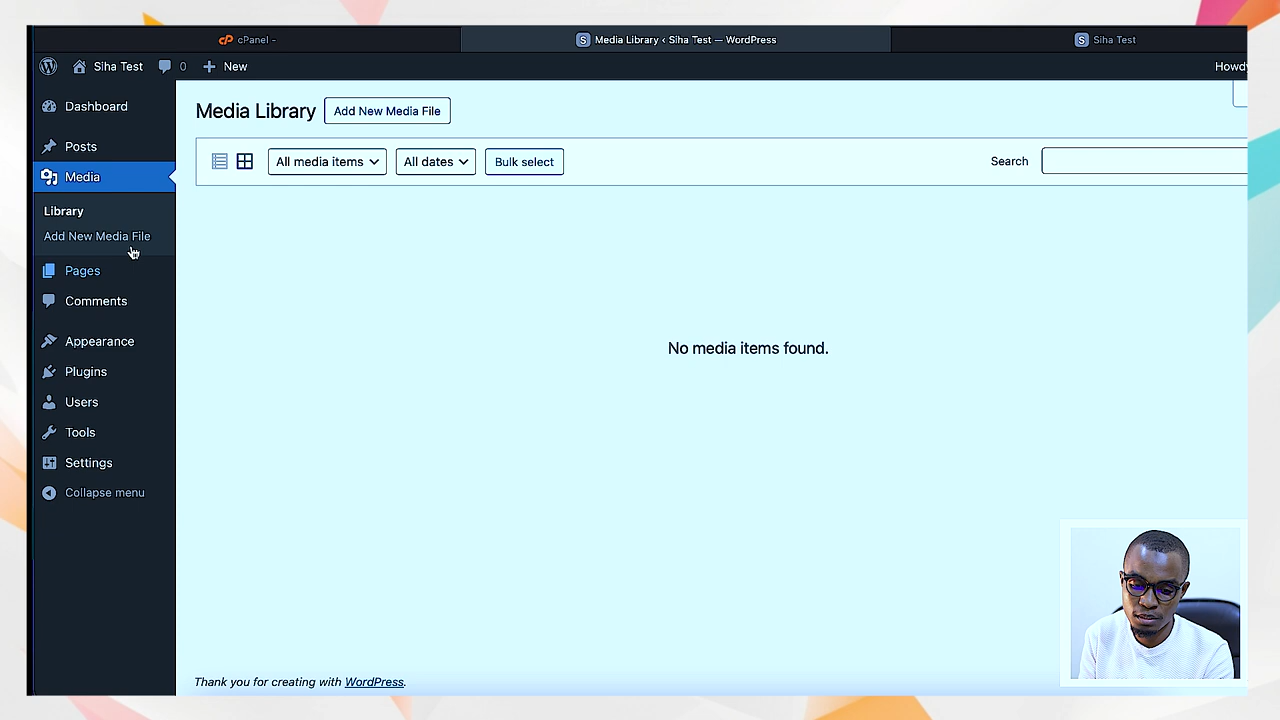 cPanel -
Media Library ‹ Siha Test — WordPress
Siha Test
Siha Test
0
New
Howdy
Dashboard
Posts
Media
Library
Add New Media File
Pages
Comments
Appearance
Plugins
Users
Tools
Settings
Collapse menu
Media Library
Add New Media File
All media items
All dates
Bulk select
Search
No media items found.
Thank you for creating with WordPress.